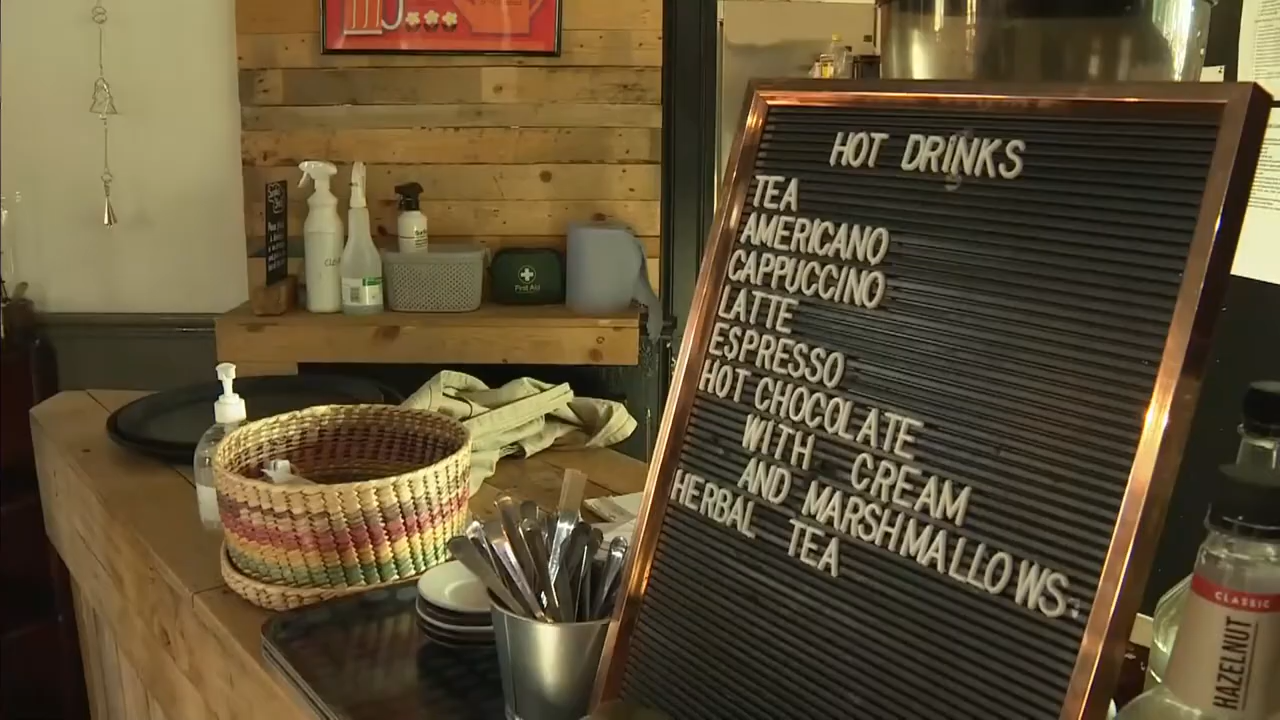 HOT DRINKS
TEA
AMERICANO
CAPPUCCINO
LATTE
ESPRESSO
HOT CHOCOLATE
WITH CREAM
AND MARSHMALLOWS.
HERBAL TEA
First Aid
CLASSIC
HAZELNUT